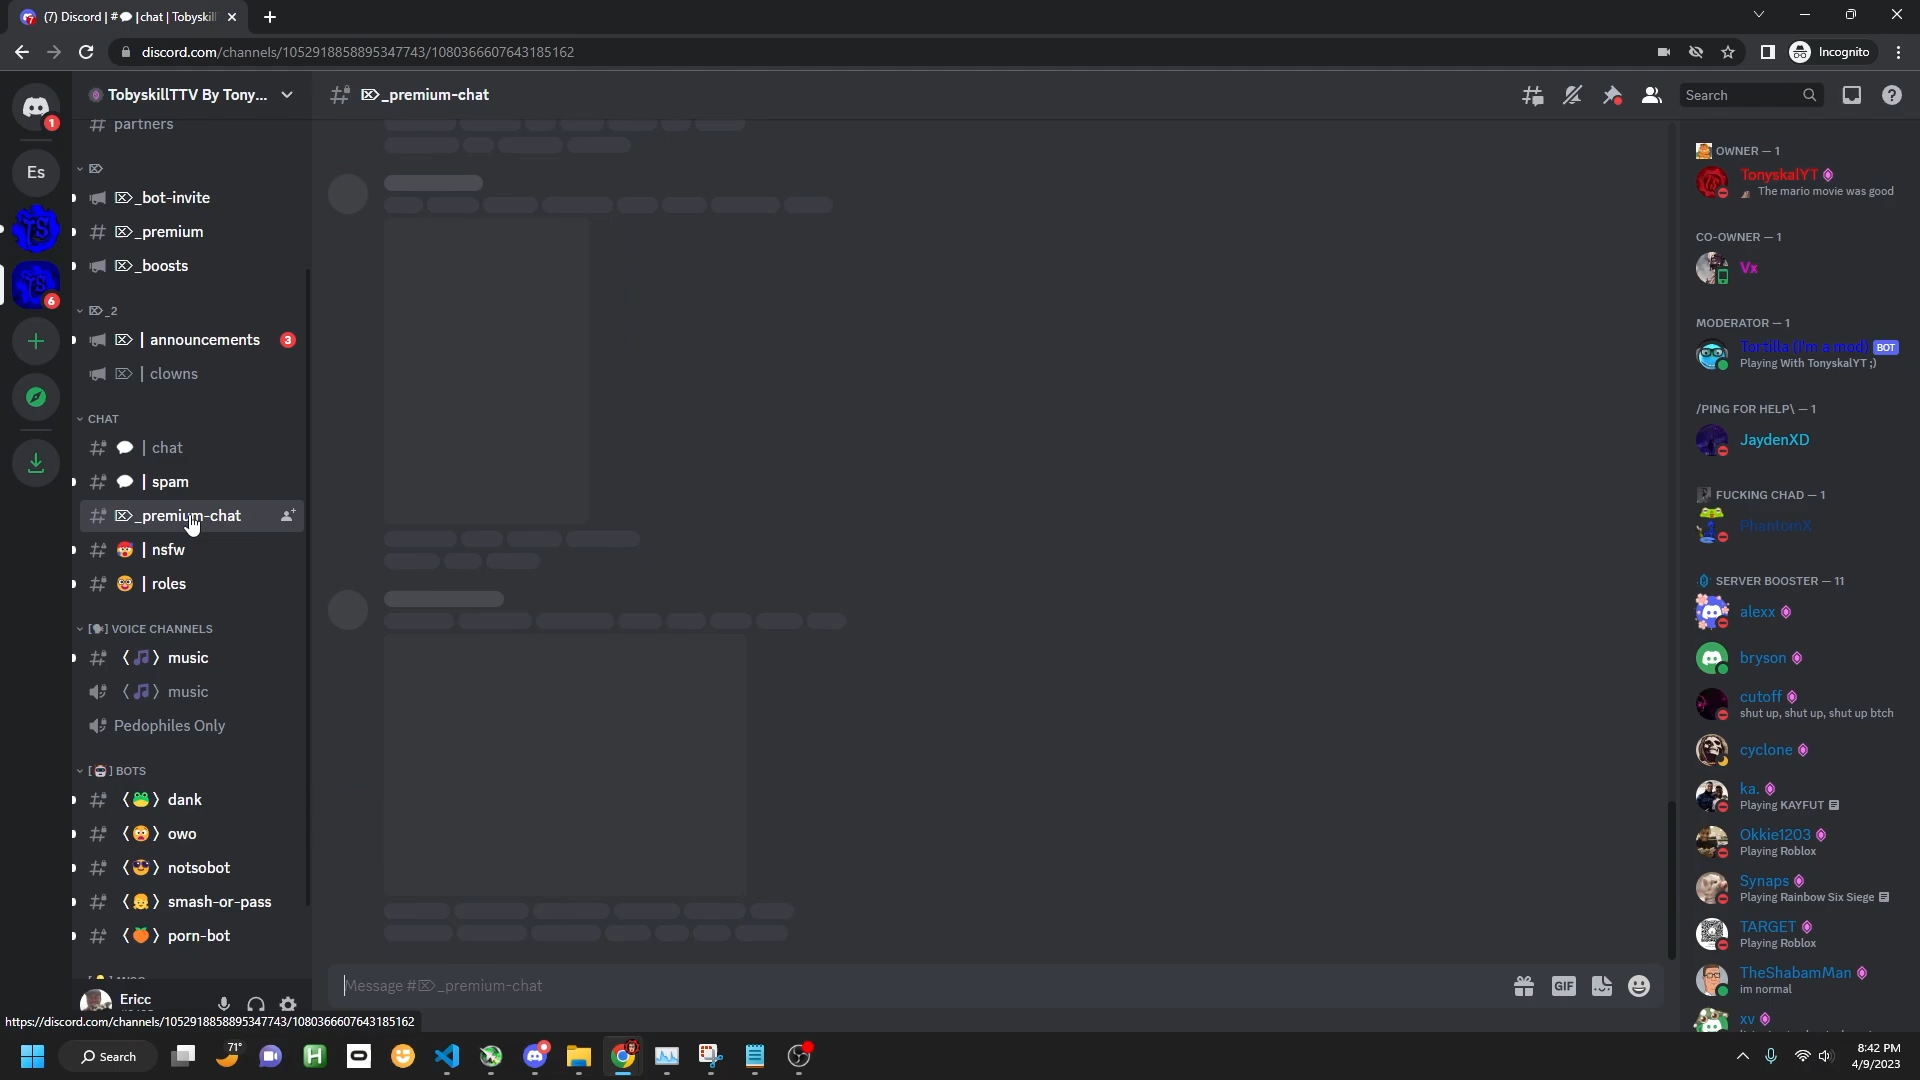 (7) Discord | # | chat | Tobyskil
discord.com/channels/1052918858895347743/1080366607643185162
Incognito
1
Es
6
TobyskillTTV By Tony...
partners
_bot-invite
_premium
_boosts
_2
| announcements
3
| clowns
CHAT
| chat
| spam
_premium-chat
| nsfw
| roles
VOICE CHANNELS
music
music
Pedophiles Only
BOTS
dank
owo
notsobot
smash-or-pass
porn-bot
Ericc
_premium-chat
Search
Message # _premium-chat
GIF
OWNER — 1
TonyskalYT
The mario movie was good
CO-OWNER — 1
Vx
MODERATOR — 1
Tortilla (I'm a mod) BOT
Playing With TonyskalYT ;)
/PING FOR HELP\ — 1
JaydenXD
FUCKING CHAD — 1
PhantomX
SERVER BOOSTER — 11
alexx
bryson
cutoff
shut up, shut up, shut up btch
cyclone
ka.
Playing KAYFUT
Okkie1203
Playing Roblox
Synaps
Playing Rainbow Six Siege
TARGET
Playing Roblox
TheShabamMan
im normal
xv
https://discord.com/channels/1052918858895347743/1080366607643185162
Search
71°
8:42 PM
4/9/2023